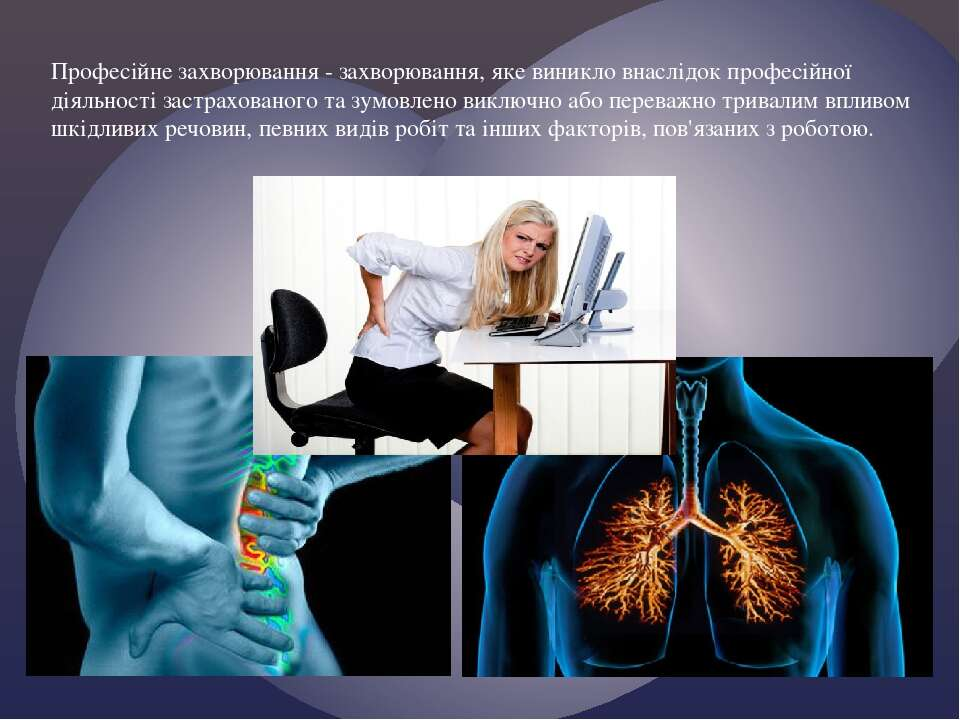 Професійне захворювання - захворювання, яке виникло внаслідок професійної
діяльності застрахованого та зумовлено виключно або переважно тривалим впливом
шкідливих речовин, певних видів робіт та інших факторів, пов'язаних з роботою.